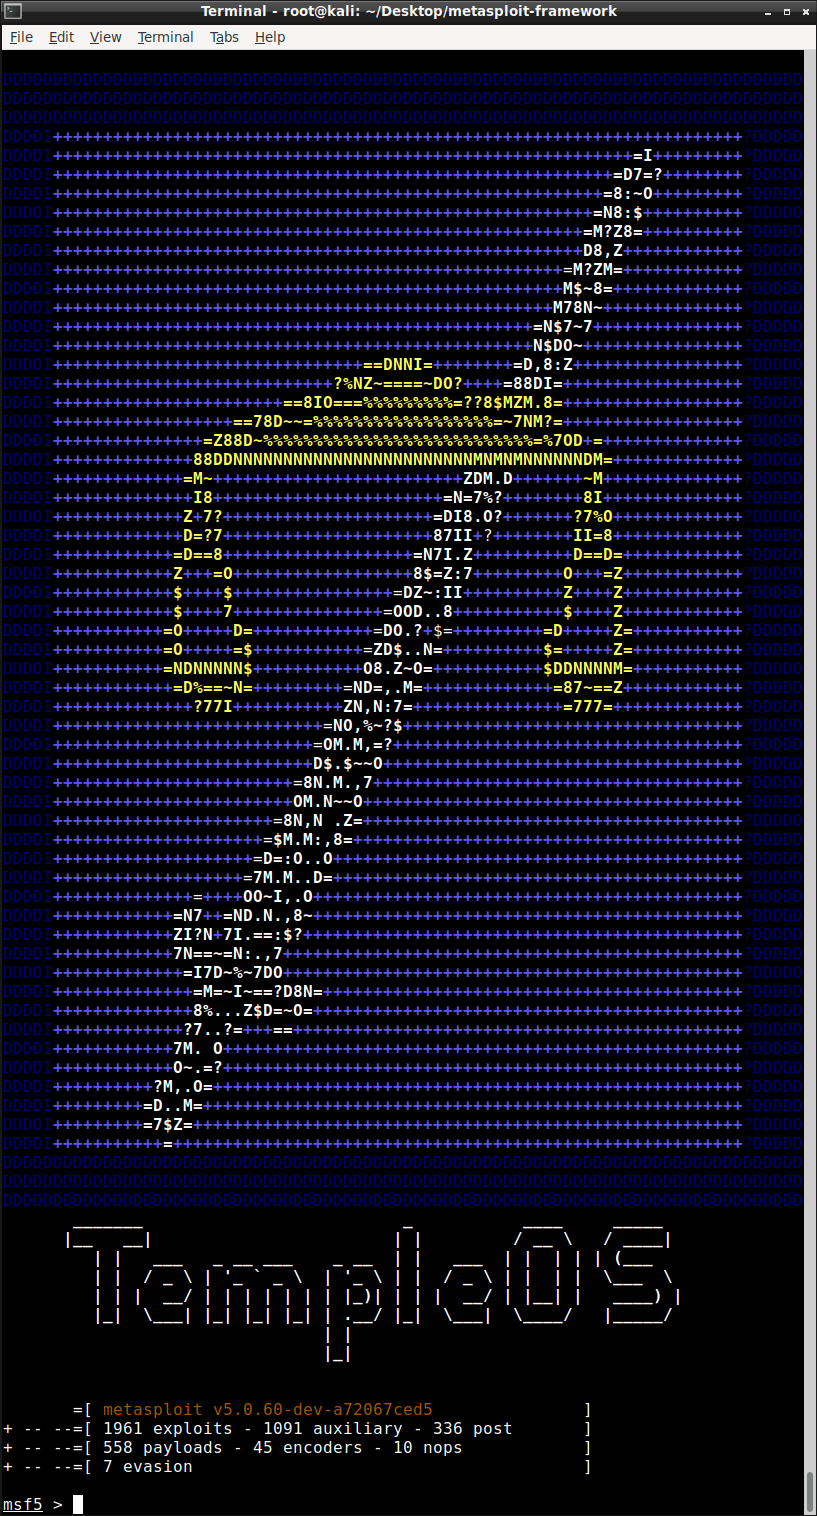 Terminal - root@kali: ~/Desktop/metasploit-framework
File Edit View Terminal Tabs Help
TempleOS
=[ metasploit v5.0.60-dev-a72067ced5 ]
+ -- --=[ 1961 exploits - 1091 auxiliary - 336 post ]
+ -- --=[ 558 payloads - 45 encoders - 10 nops ]
+ -- --=[ 7 evasion ]
msf5 >